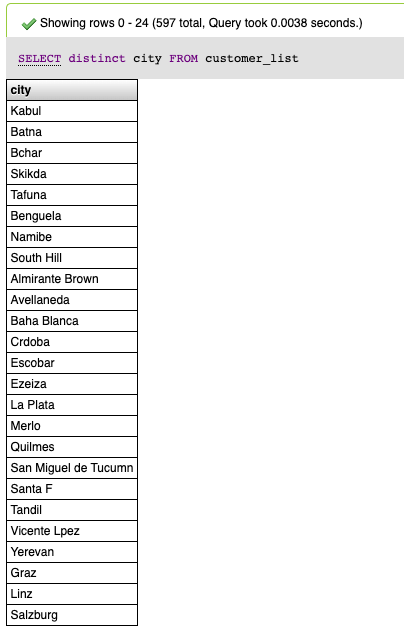 Showing rows 0 - 24 (597 total, Query took 0.0038 seconds.)
SELECT distinct city FROM customer_list
city
Kabul
Batna
Bchar
Skikda
Tafuna
Benguela
Namibe
South Hill
Almirante Brown
Avellaneda
Baha Blanca
Crdoba
Escobar
Ezeiza
La Plata
Merlo
Quilmes
San Miguel de Tucumn
Santa F
Tandil
Vicente Lpez
Yerevan
Graz
Linz
Salzburg